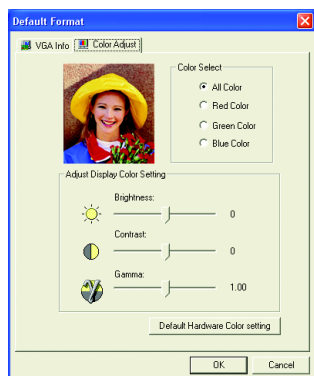 Default Format
VGA Info Color Adjust
Color Select
All Color
Red Color
Green Color
Blue Color
Adjust Display Color Setting
Brightness:
0
Contrast:
0
Gamma:
1.00
Default Hardware Color setting
OK Cancel